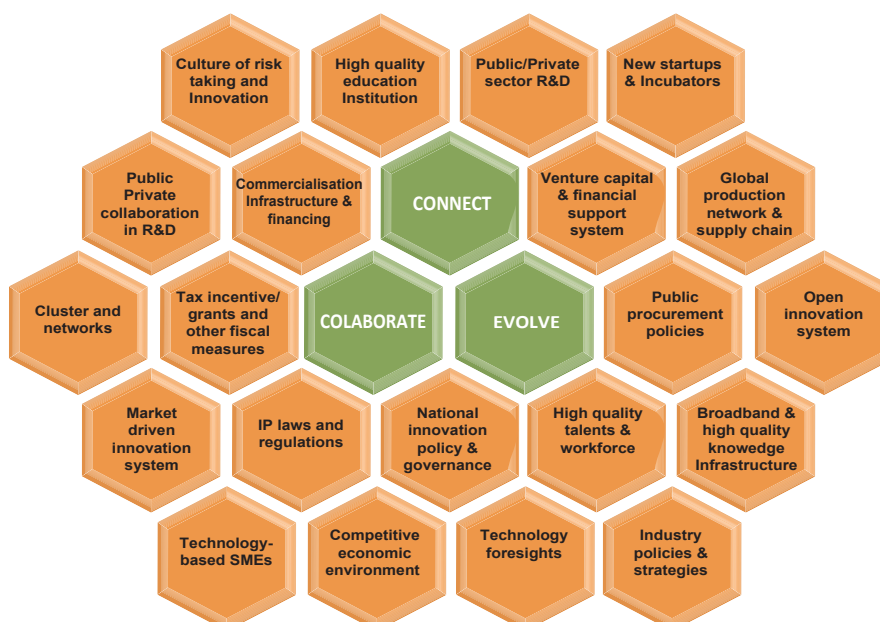 Culture of risk
taking and
Innovation
High quality
education
Institution
Public/Private
sector R&D
New startups
& Incubators
Public
Private
collaboration
in R&D
Commercialisation
Infrastructure &
financing
CONNECT
Venture capital
& financial
support
system
Global
production
network &
supply chain
Cluster and
networks
Tax incentive/
grants and
other fiscal
measures
COLABORATE
EVOLVE
Public
procurement
policies
Open
innovation
system
Market
driven
innovation
system
IP laws and
regulations
National
innovation
policy &
governance
High quality
talents &
workforce
Broadband &
high quality
knowedge
Infrastructure
Technology-
based SMEs
Competitive
economic
environment
Technology
foresights
Industry
policies &
strategies